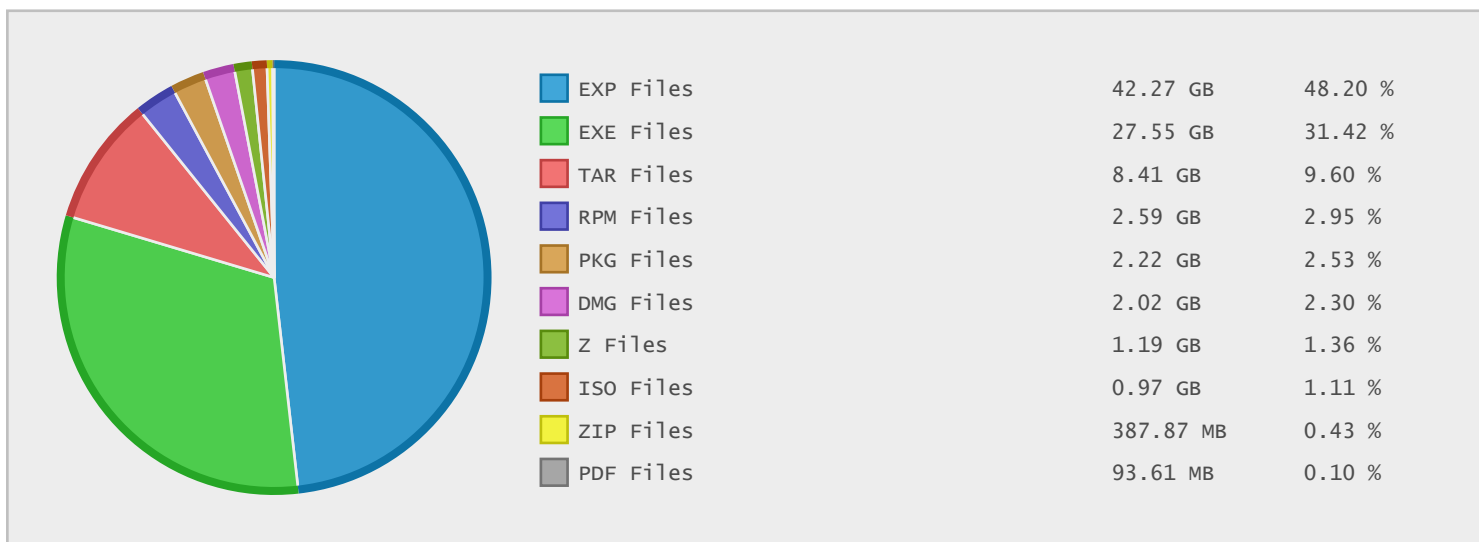 EXP Files 42.27 GB 48.20 %
EXE Files 27.55 GB 31.42 %
TAR Files 8.41 GB 9.60 %
RPM Files 2.59 GB 2.95 %
PKG Files 2.22 GB 2.53 %
DMG Files 2.02 GB 2.30 %
Z Files 1.19 GB 1.36 %
ISO Files 0.97 GB 1.11 %
ZIP Files 387.87 MB 0.43 %
PDF Files 93.61 MB 0.10 %